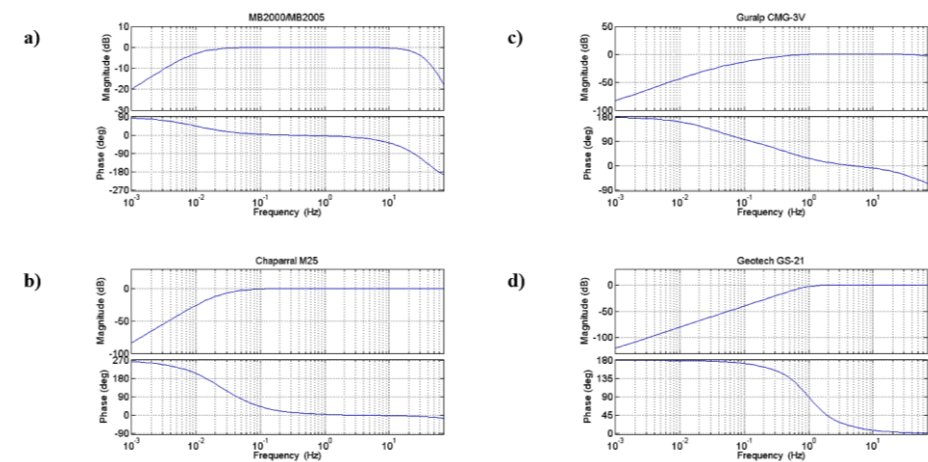 a)
MB2000/MB2005
Magnitude (dB)
10
0
-10
-20
-30
Phase (deg)
90
0
-90
-180
-270
10^-3 10^-2 10^-1 10^0 10^1
Frequency (Hz)
c)
Guralp CMG-3V
Magnitude (dB)
50
0
-50
-100
Phase (deg)
180
90
0
-90
10^-3 10^-2 10^-1 10^0 10^1
Frequency (Hz)
b)
Chaparral M25
Magnitude (dB)
0
-50
-100
Phase (deg)
270
180
90
0
-90
10^-3 10^-2 10^-1 10^0 10^1
Frequency (Hz)
d)
Geotech GS-21
Magnitude (dB)
0
-50
-100
Phase (deg)
180
135
90
45
0
10^-3 10^-2 10^-1 10^0 10^1
Frequency (Hz)